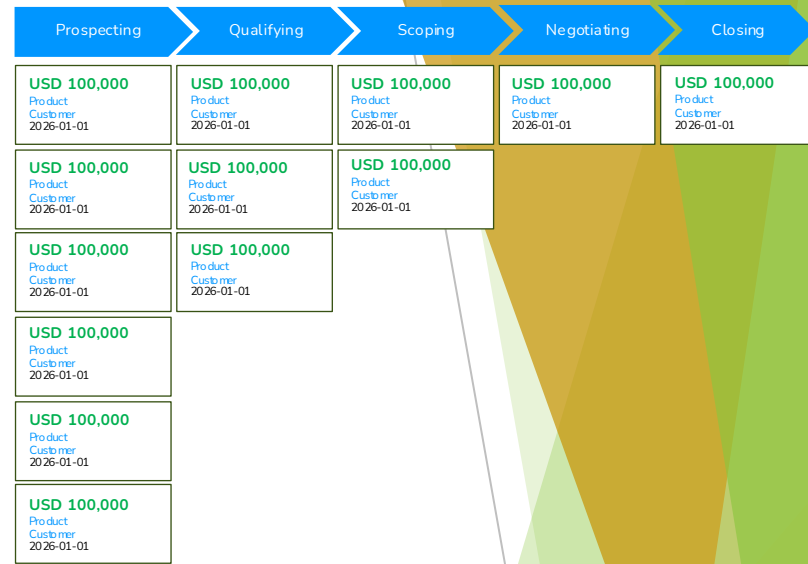 Prospecting
Qualifying
Scoping
Negotiating
Closing
USD 100,000
Product
Customer
2026-01-01
USD 100,000
Product
Customer
2026-01-01
USD 100,000
Product
Customer
2026-01-01
USD 100,000
Product
Customer
2026-01-01
USD 100,000
Product
Customer
2026-01-01
USD 100,000
Product
Customer
2026-01-01
USD 100,000
Product
Customer
2026-01-01
USD 100,000
Product
Customer
2026-01-01
USD 100,000
Product
Customer
2026-01-01
USD 100,000
Product
Customer
2026-01-01
USD 100,000
Product
Customer
2026-01-01
USD 100,000
Product
Customer
2026-01-01
USD 100,000
Product
Customer
2026-01-01